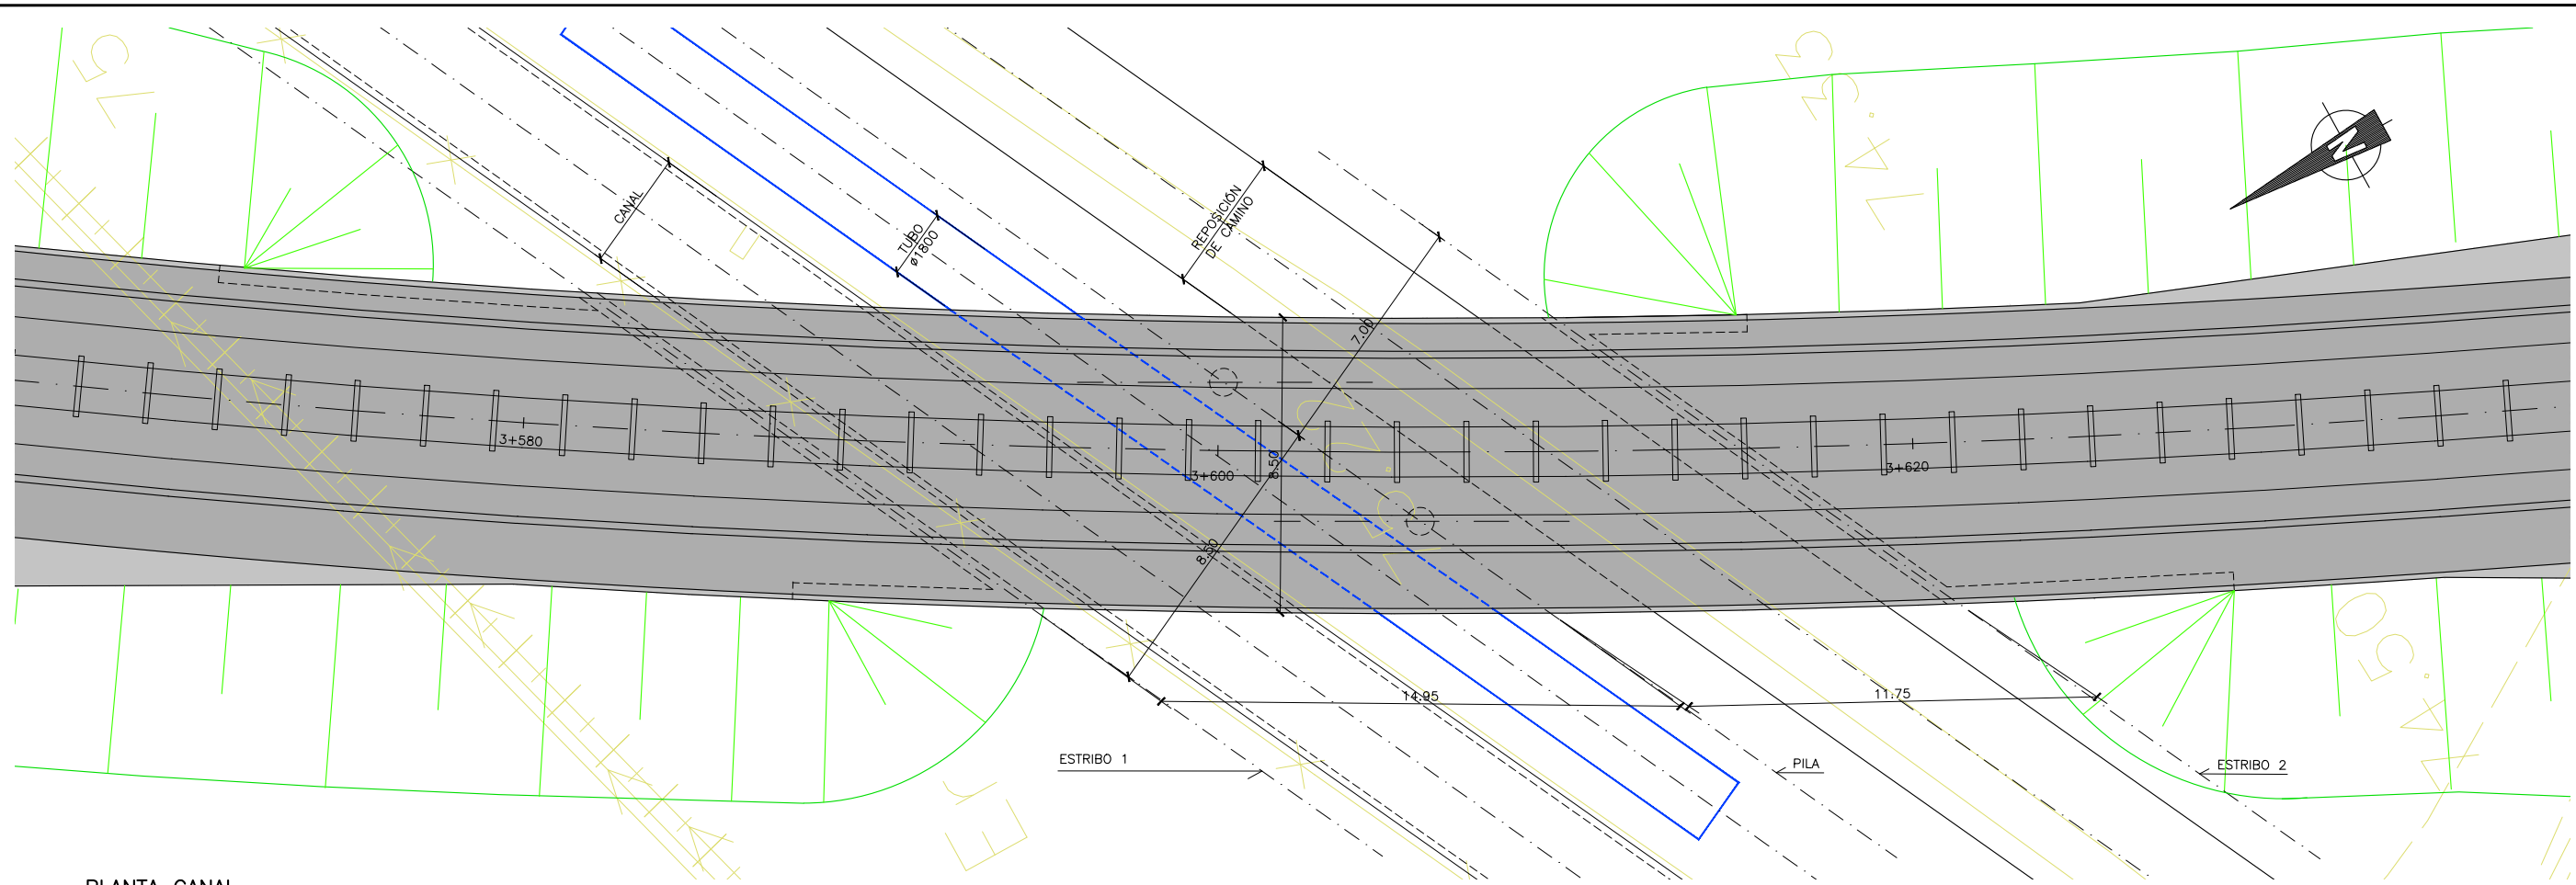 CANAL
TUBO
ø1800
REPOSICIÓN
DE CAMINO
N
7.00
3+580
3+600
8.50
3+620
8.50
14.95
11.75
ESTRIBO 1
PILA
ESTRIBO 2
PLANTA CANAL